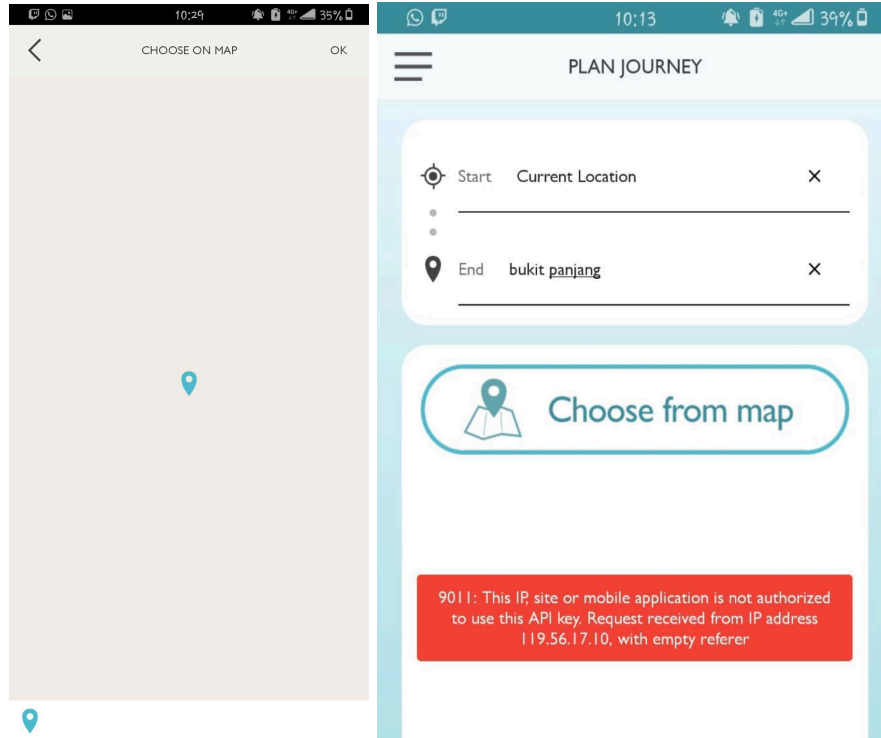 10:29
35%
CHOOSE ON MAP
OK
10:13
4G+
39%
PLAN JOURNEY
Start Current Location ×
End bukit panjang ×
Choose from map
9011: This IP, site or mobile application is not authorized
to use this API key. Request received from IP address
119.56.17.10, with empty referer